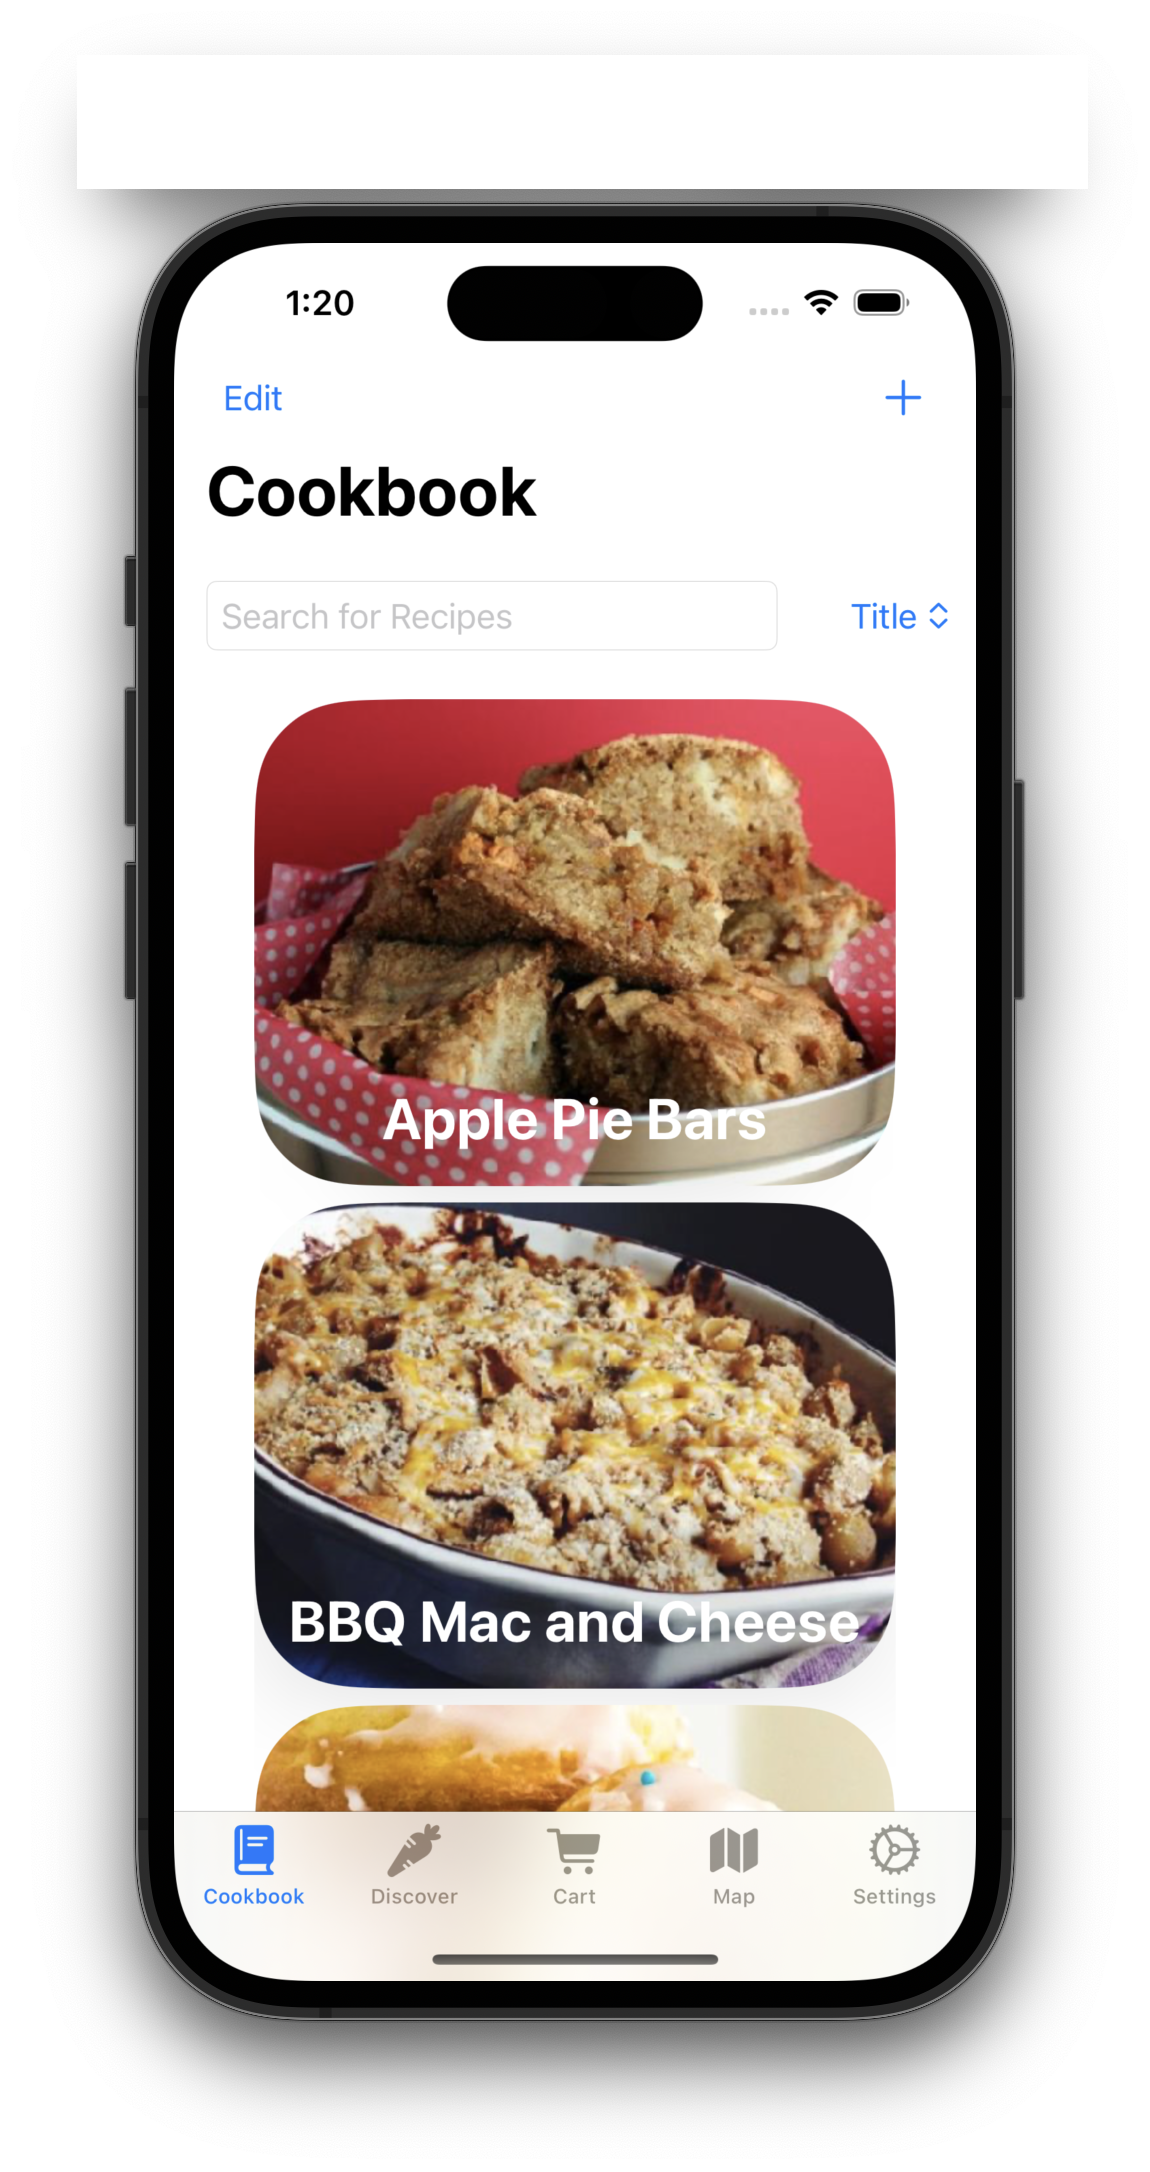 1:20
Edit
Cookbook
Search for Recipes
Title
Apple Pie Bars
BBQ Mac and Cheese
Cookbook
Discover
Cart
Map
Settings